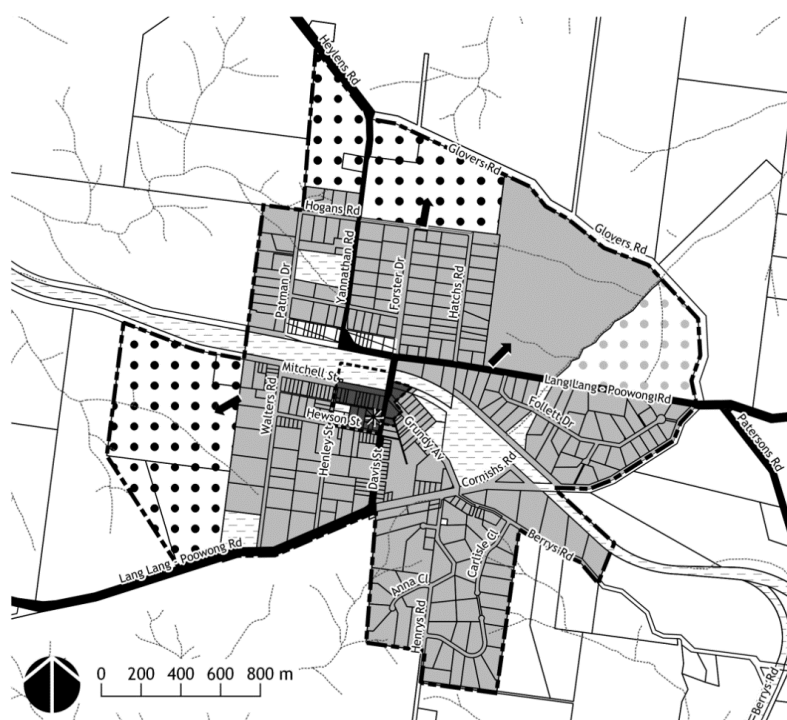 Heylens Rd
Glovers Rd
Glovers Rd
Hogans Rd
Yannathan Rd
Patman Dr
Forster Dr
Hatchs Rd
Mitchell St
Lang Lang - Poowong Rd
Walters Rd
Hewson St
Henley St
Davis St
Grundy Av
Follett Dr
Patersons Rd
Cornishs Rd
Berrys Rd
Carlisle Cl
Lang Lang - Poowong Rd
Anna Cl
Henrys Rd
Berrys Rd
0 200 400 600 800 m